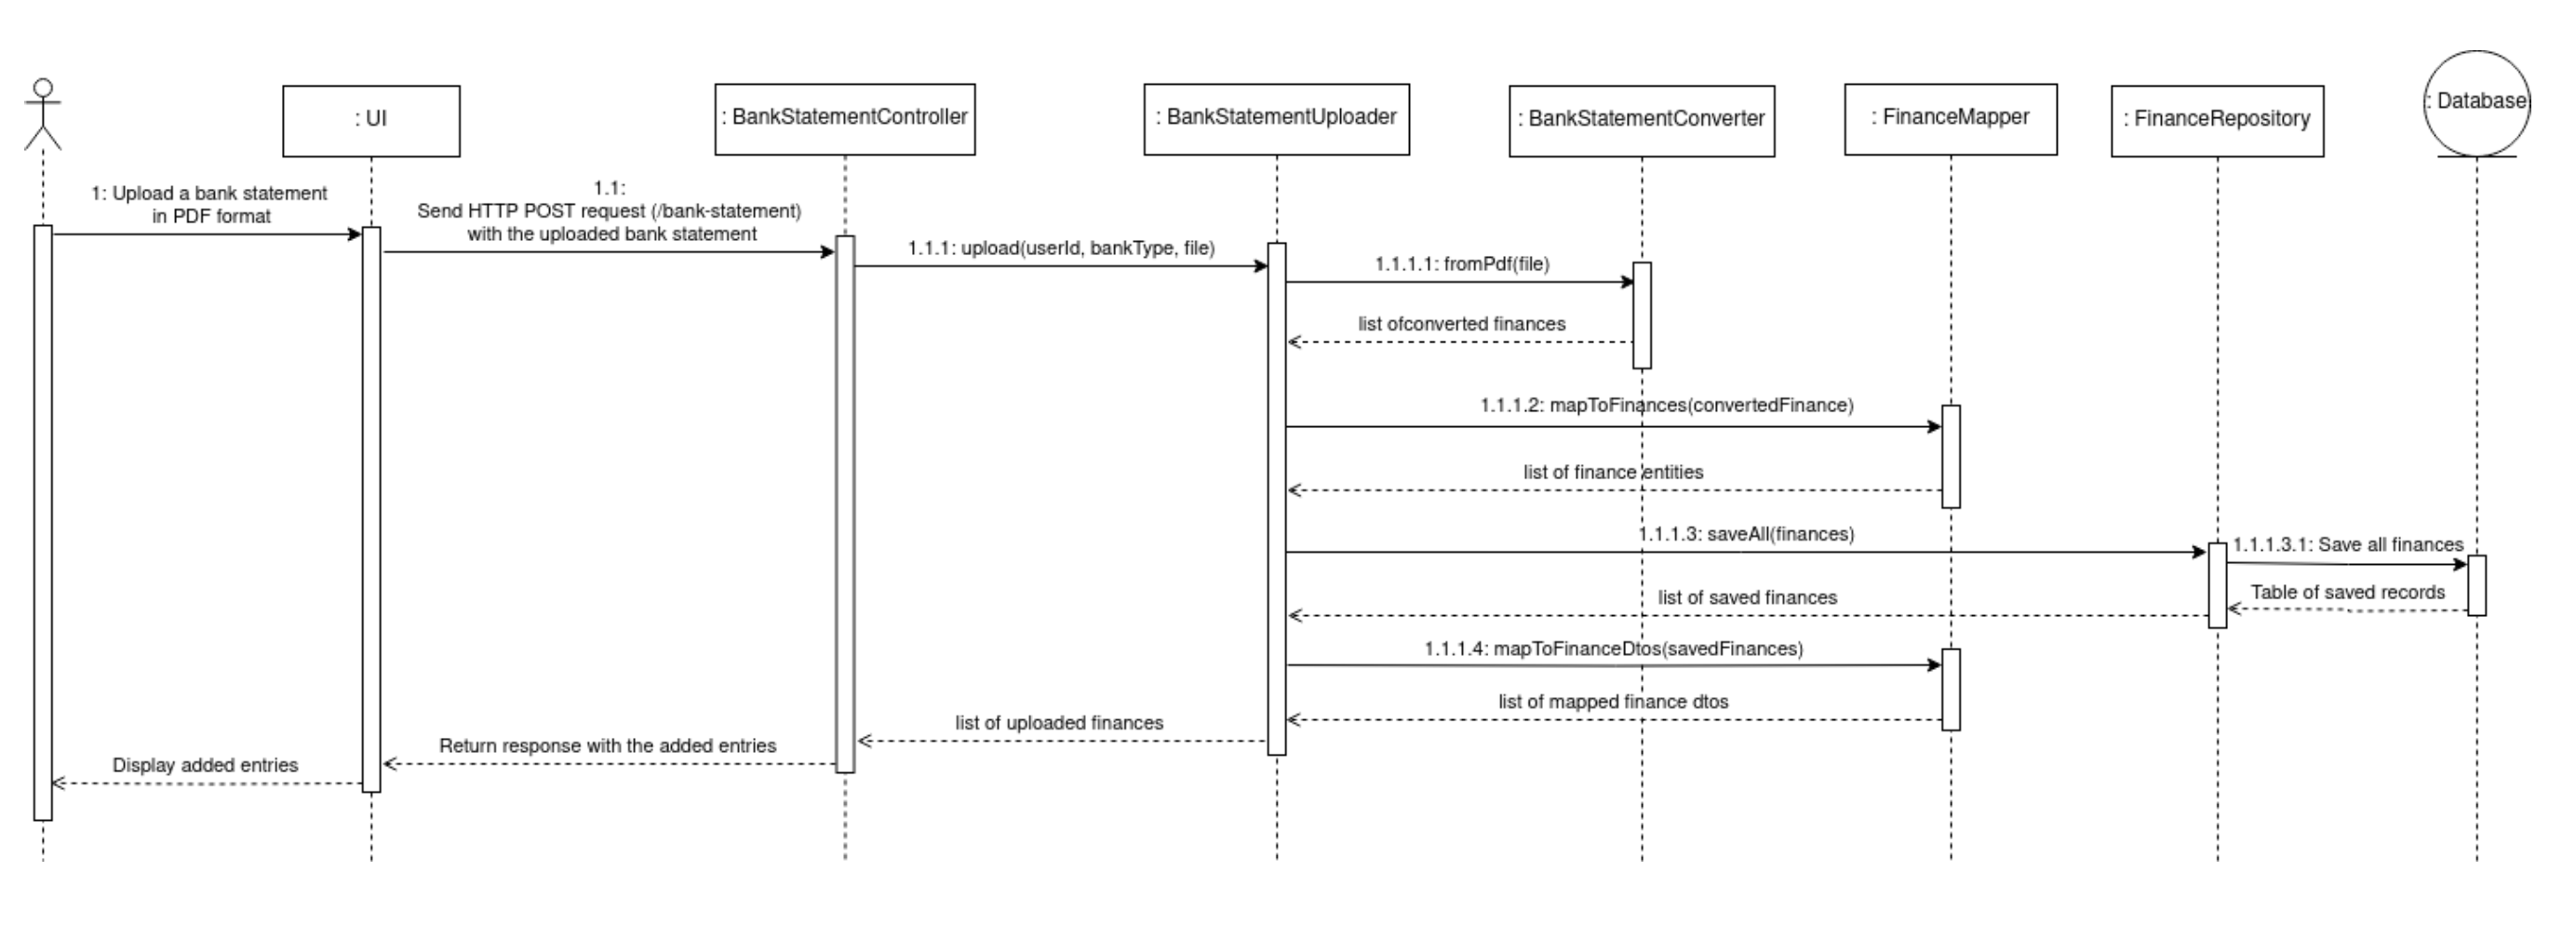 : UI
: BankStatementController
: BankStatementUploader
: BankStatementConverter
: FinanceMapper
: FinanceRepository
: Database
1: Upload a bank statement
in PDF format
1.1:
Send HTTP POST request (/bank-statement)
with the uploaded bank statement
1.1.1: upload(userId, bankType, file)
1.1.1.1: fromPdf(file)
list ofconverted finances
1.1.1.2: mapToFinances(convertedFinance)
list of finance entities
1.1.1.3: saveAll(finances)
1.1.1.3.1: Save all finances
Table of saved records
list of saved finances
1.1.1.4: mapToFinanceDtos(savedFinances)
list of mapped finance dtos
list of uploaded finances
Return response with the added entries
Display added entries